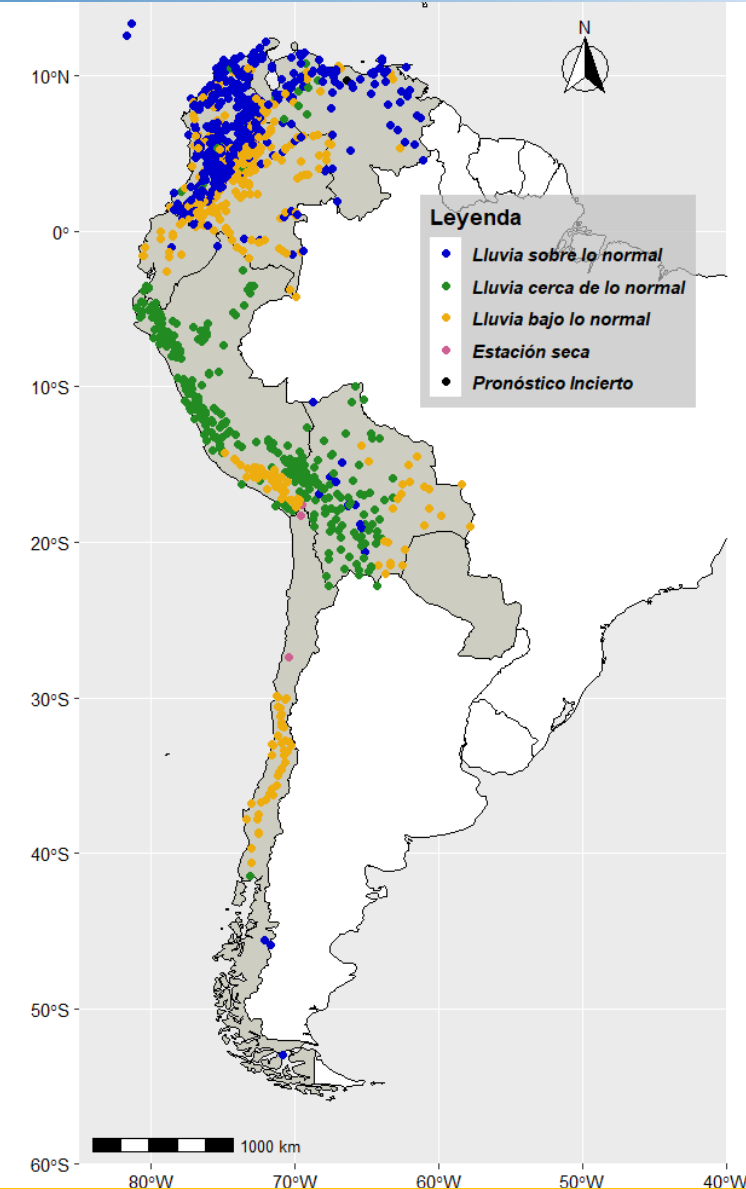 N
10°N
Leyenda
0°
Lluvia sobre lo normal
Lluvia cerca de lo normal
Lluvia bajo lo normal
Estación seca
Pronóstico Incierto
10°S
20°S
30°S
40°S
50°S
1000 km
60°S
80°W 70°W 60°W 50°W 40°W